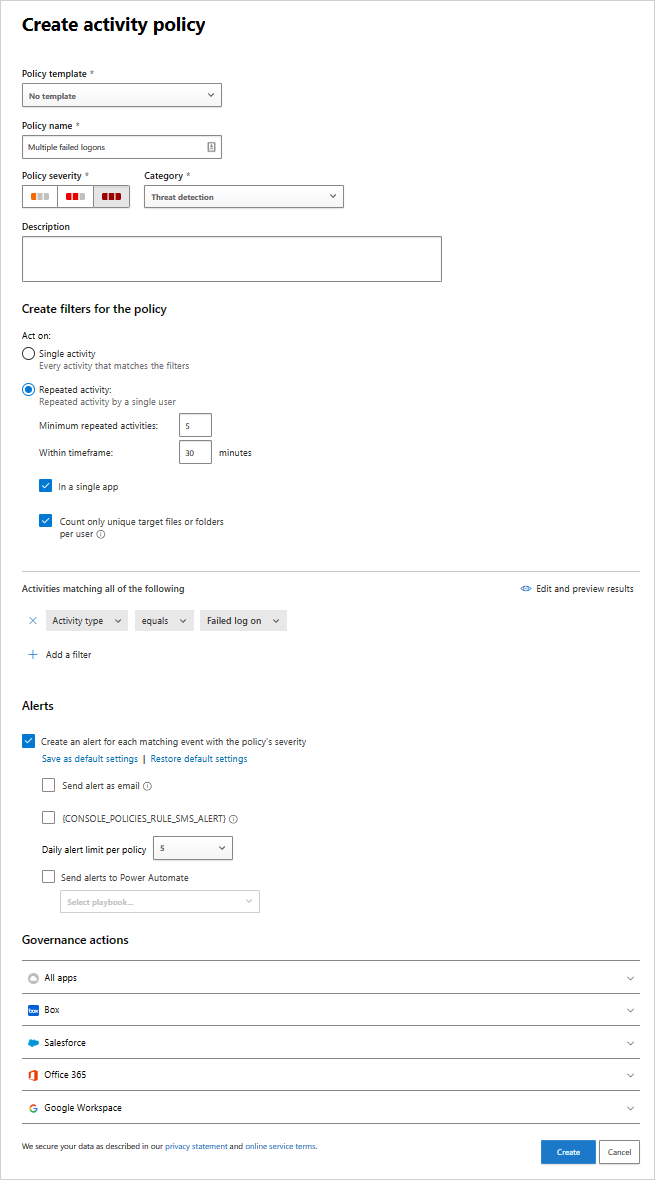 Create activity policy
Policy template *
No template
Policy name *
Multiple failed logons
Policy severity * Category *
Threat detection
Description
Create filters for the policy
Act on:
Single activity
Every activity that matches the filters
Repeated activity:
Repeated activity by a single user
Minimum repeated activities: 5
Within timeframe: 30 minutes
In a single app
Count only unique target files or folders
per user
Activities matching all of the following Edit and preview results
Activity type equals Failed log on
Add a filter
Alerts
Create an alert for each matching event with the policy's severity
Save as default settings | Restore default settings
Send alert as email
{CONSOLE_POLICIES_RULE_SMS_ALERT}
Daily alert limit per policy 5
Send alerts to Power Automate
Select playbook...
Governance actions
All apps
box Box
Salesforce
Office 365
Google Workspace
We secure your data as described in our privacy statement and online service terms.
Create Cancel